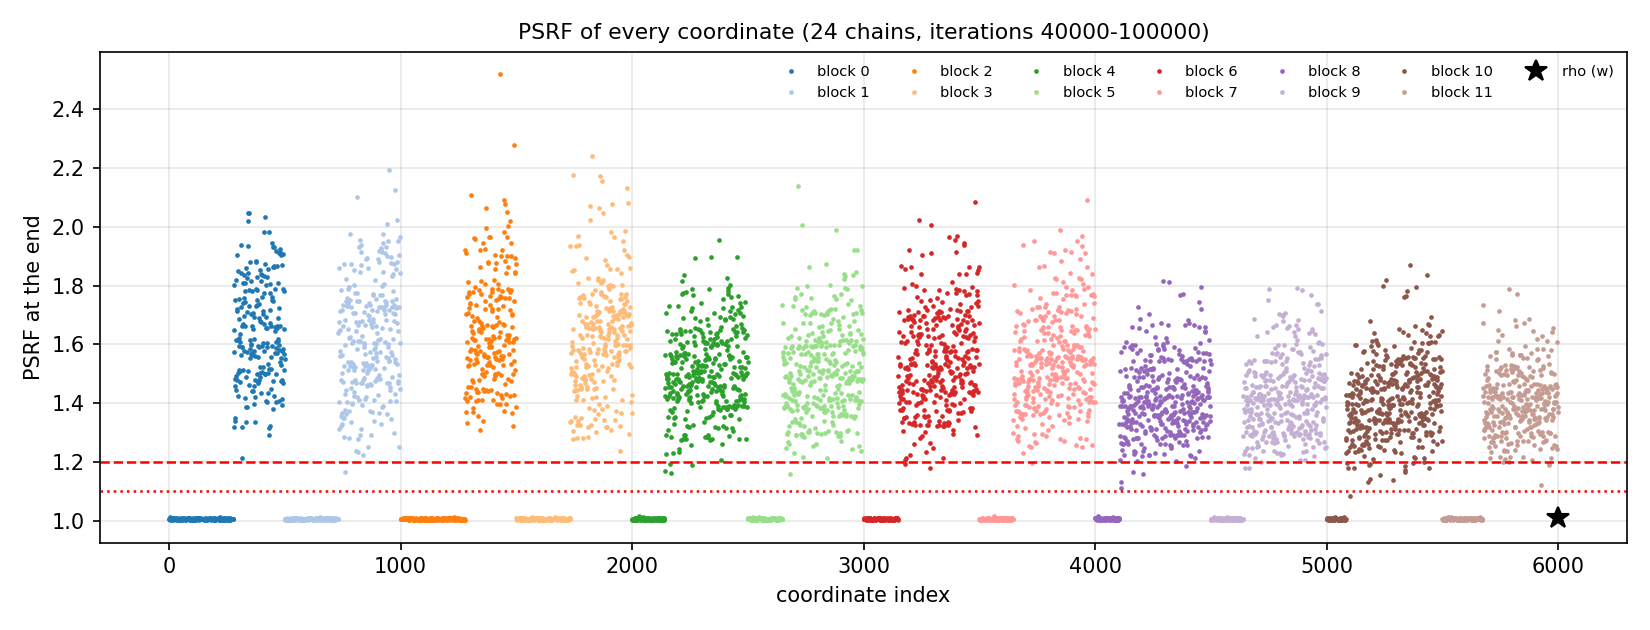 PSRF of every coordinate (24 chains, iterations 40000-100000)
block 0 block 2 block 4 block 6 block 8 block 10 rho (w)
block 1 block 3 block 5 block 7 block 9 block 11
PSRF at the end
2.4
2.2
2.0
1.8
1.6
1.4
1.2
1.0
0 1000 2000 3000 4000 5000 6000
coordinate index